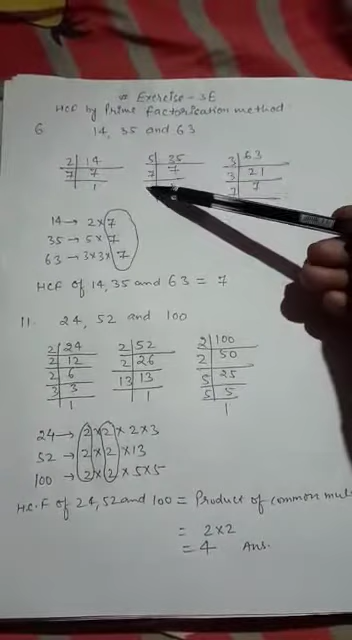 Exercise - 3E
HCF by Prime Factorisation method
6 14, 35 and 63
2 | 14 5 | 35 3 | 63
7 | 7 7 | 7 3 | 21
1 7 | 7
14 → 2 × 7
35 → 5 × 7
63 → 3 × 3 × 7
HCF of 14, 35 and 63 = 7
11. 24, 52 and 100
2 | 24 2 | 52 2 | 100
2 | 12 2 | 26 2 | 50
2 | 6 13 | 13 5 | 25
3 | 3 1 5 | 5
1 1
24 → 2 × 2 × 2 × 3
52 → 2 × 2 × 13
100 → 2 × 2 × 5 × 5
H.C.F of 24, 52 and 100 = Product of common mul
= 2 × 2
= 4 Ans.